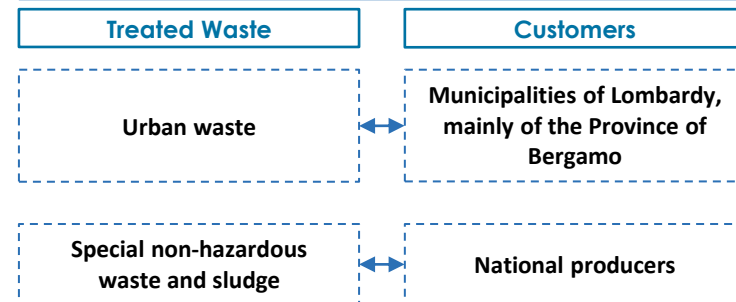 Treated Waste
Customers
Urban waste
Municipalities of Lombardy,
mainly of the Province of
Bergamo
Special non-hazardous
waste and sludge
National producers